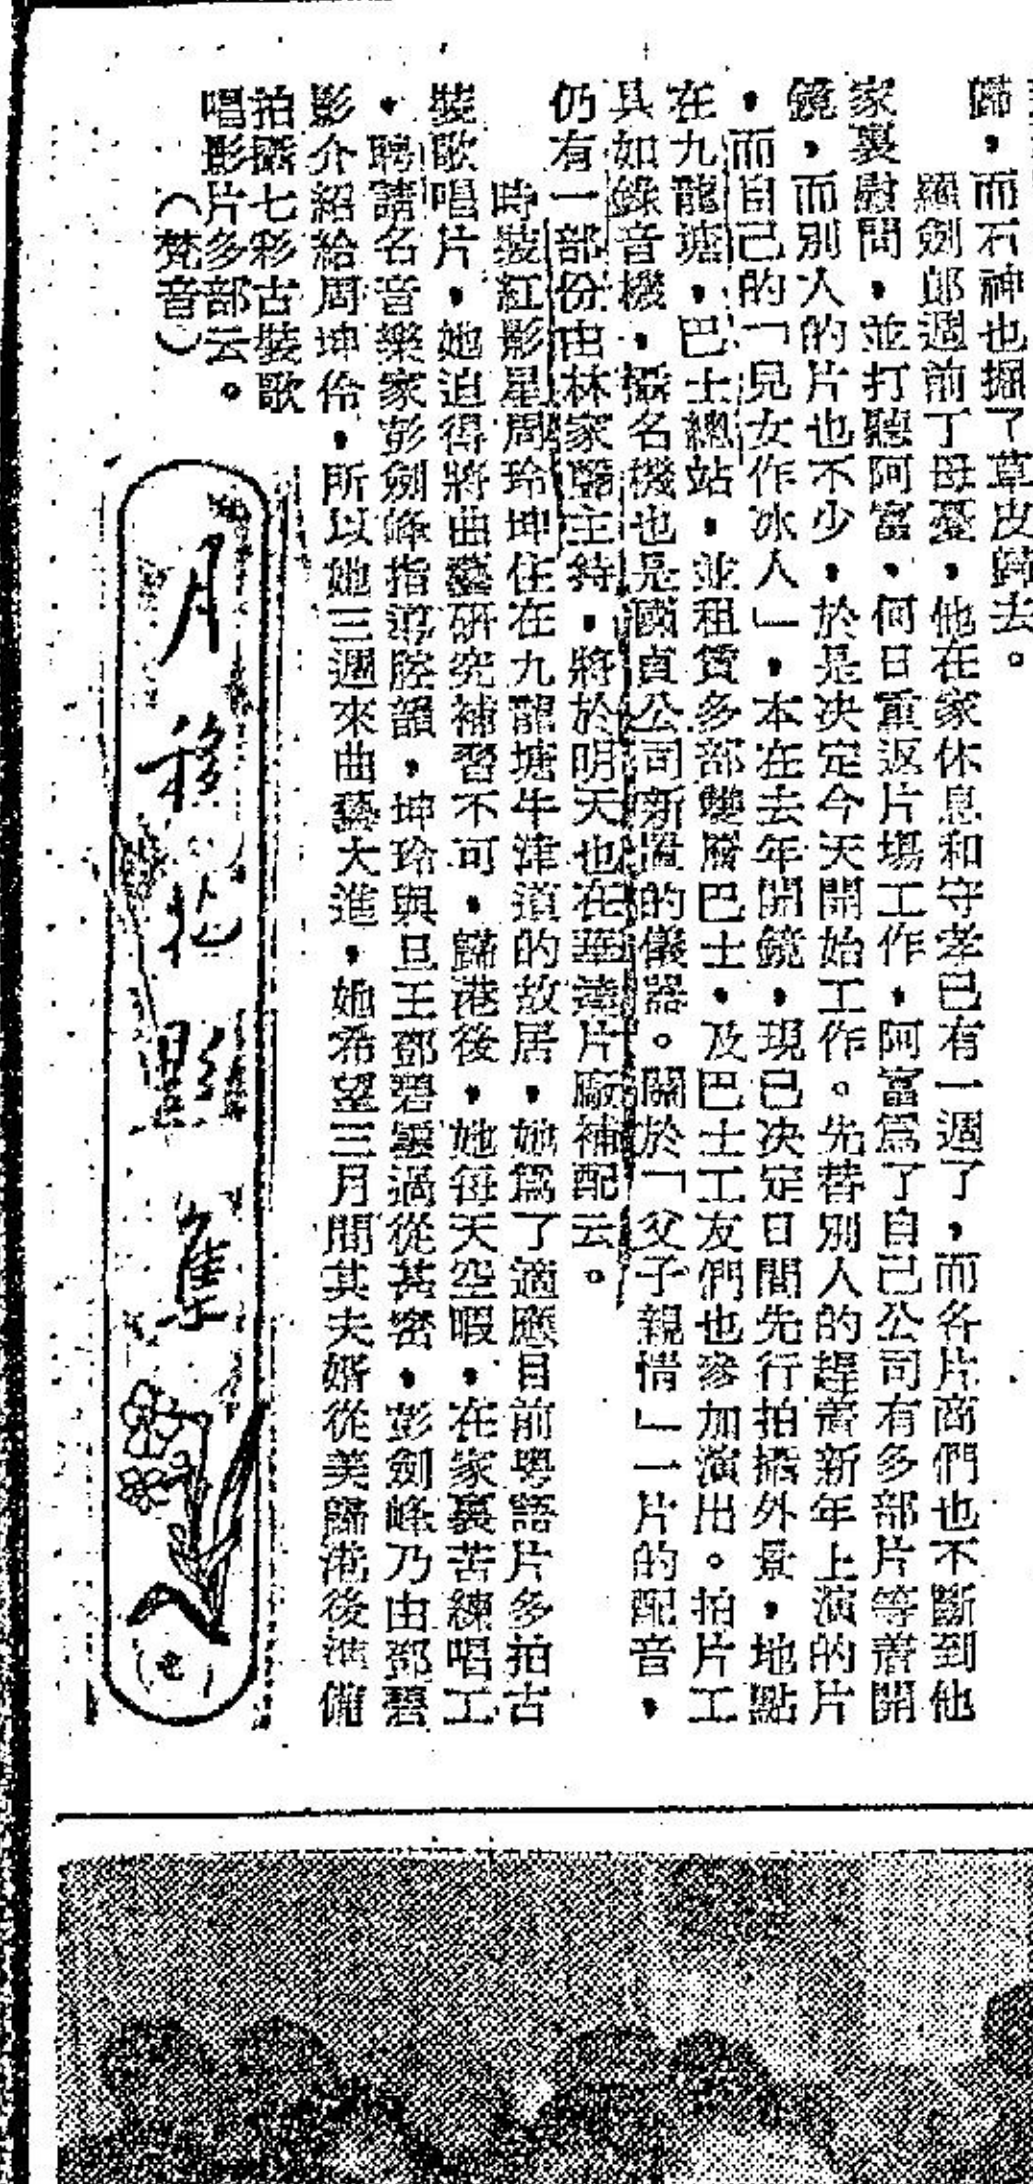 歸，而石神也掘了草皮歸去。
羅劍郎週前丁母憂，他在家休息和守孝已有一週了，而各片商們也不斷到他
家裏慰問，並打聽阿富，何日重返片場工作，阿富爲了自己公司有多部片等着開
鏡，而別人的片也不少，於是決定今天開始工作。先替別人的趕着新年上演的片
，而自己的「兒女作冰人」，本在去年開鏡，現已決定日間先行拍攝外景，地點
在九龍塘，巴士總站，並租賃多部雙層巴士，及巴士工友們也參加演出。拍片工
具如錄音機，攝名機也是國貞公司新置的儀器。關於「父子親情」一片的配音，
仍有一部份由林家聲主持，將於明天也在華達片廠補配云。
時裝紅影星周玲坤住在九龍塘牛津道的故居，她爲了適應目前粵語片多拍古
裝歌唱片，她迫得將曲藝研究補習不可，歸港後，她每天空暇，在家裏苦練唱工
，聘請名音樂家彭劍峰指導腔韻，坤玲與旦王鄧碧雲過從甚密，彭劍峰乃由鄧碧
影介紹給周坤伶，所以她三週來曲藝大進，她希望三月間其夫婿從美歸港後準備
拍攝七彩古裝歌
唱影片多部云。
（梵音）
月移花影集